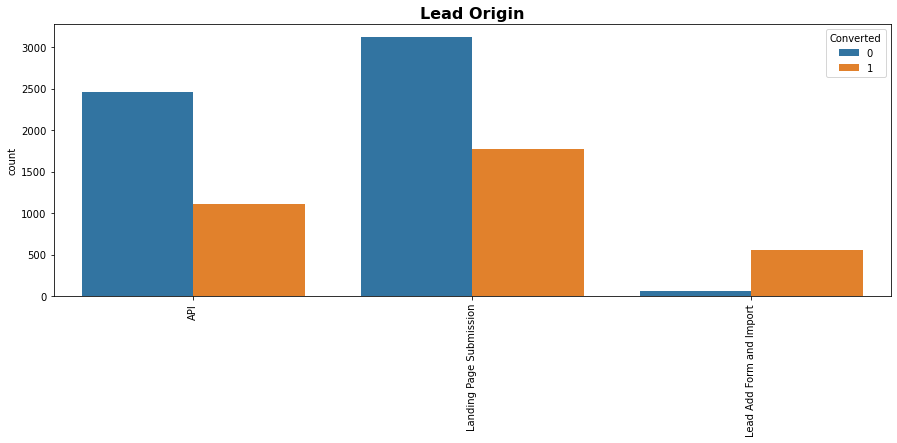 Lead Origin
Converted
0
1
3000
2500
2000
1500
1000
500
0
count
API
Landing Page Submission
Lead Add Form and Import